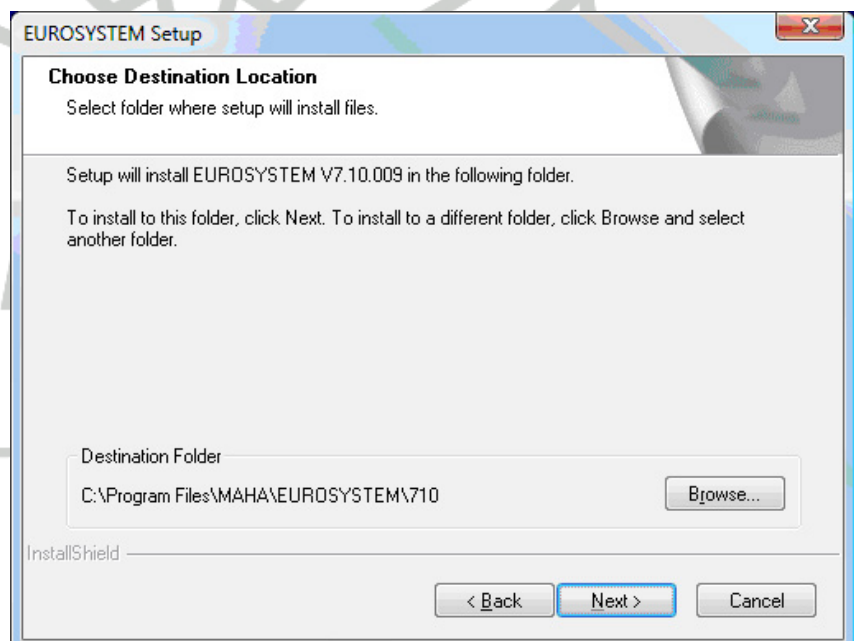 EUROSYSTEM Setup
Choose Destination Location
Select folder where setup will install files.
Setup will install EUROSYSTEM V7.10.009 in the following folder.
To install to this folder, click Next. To install to a different folder, click Browse and select
another folder.
Destination Folder
C:\Program Files\MAHA\EUROSYSTEM\710
Browse...
InstallShield
< Back
Next >
Cancel